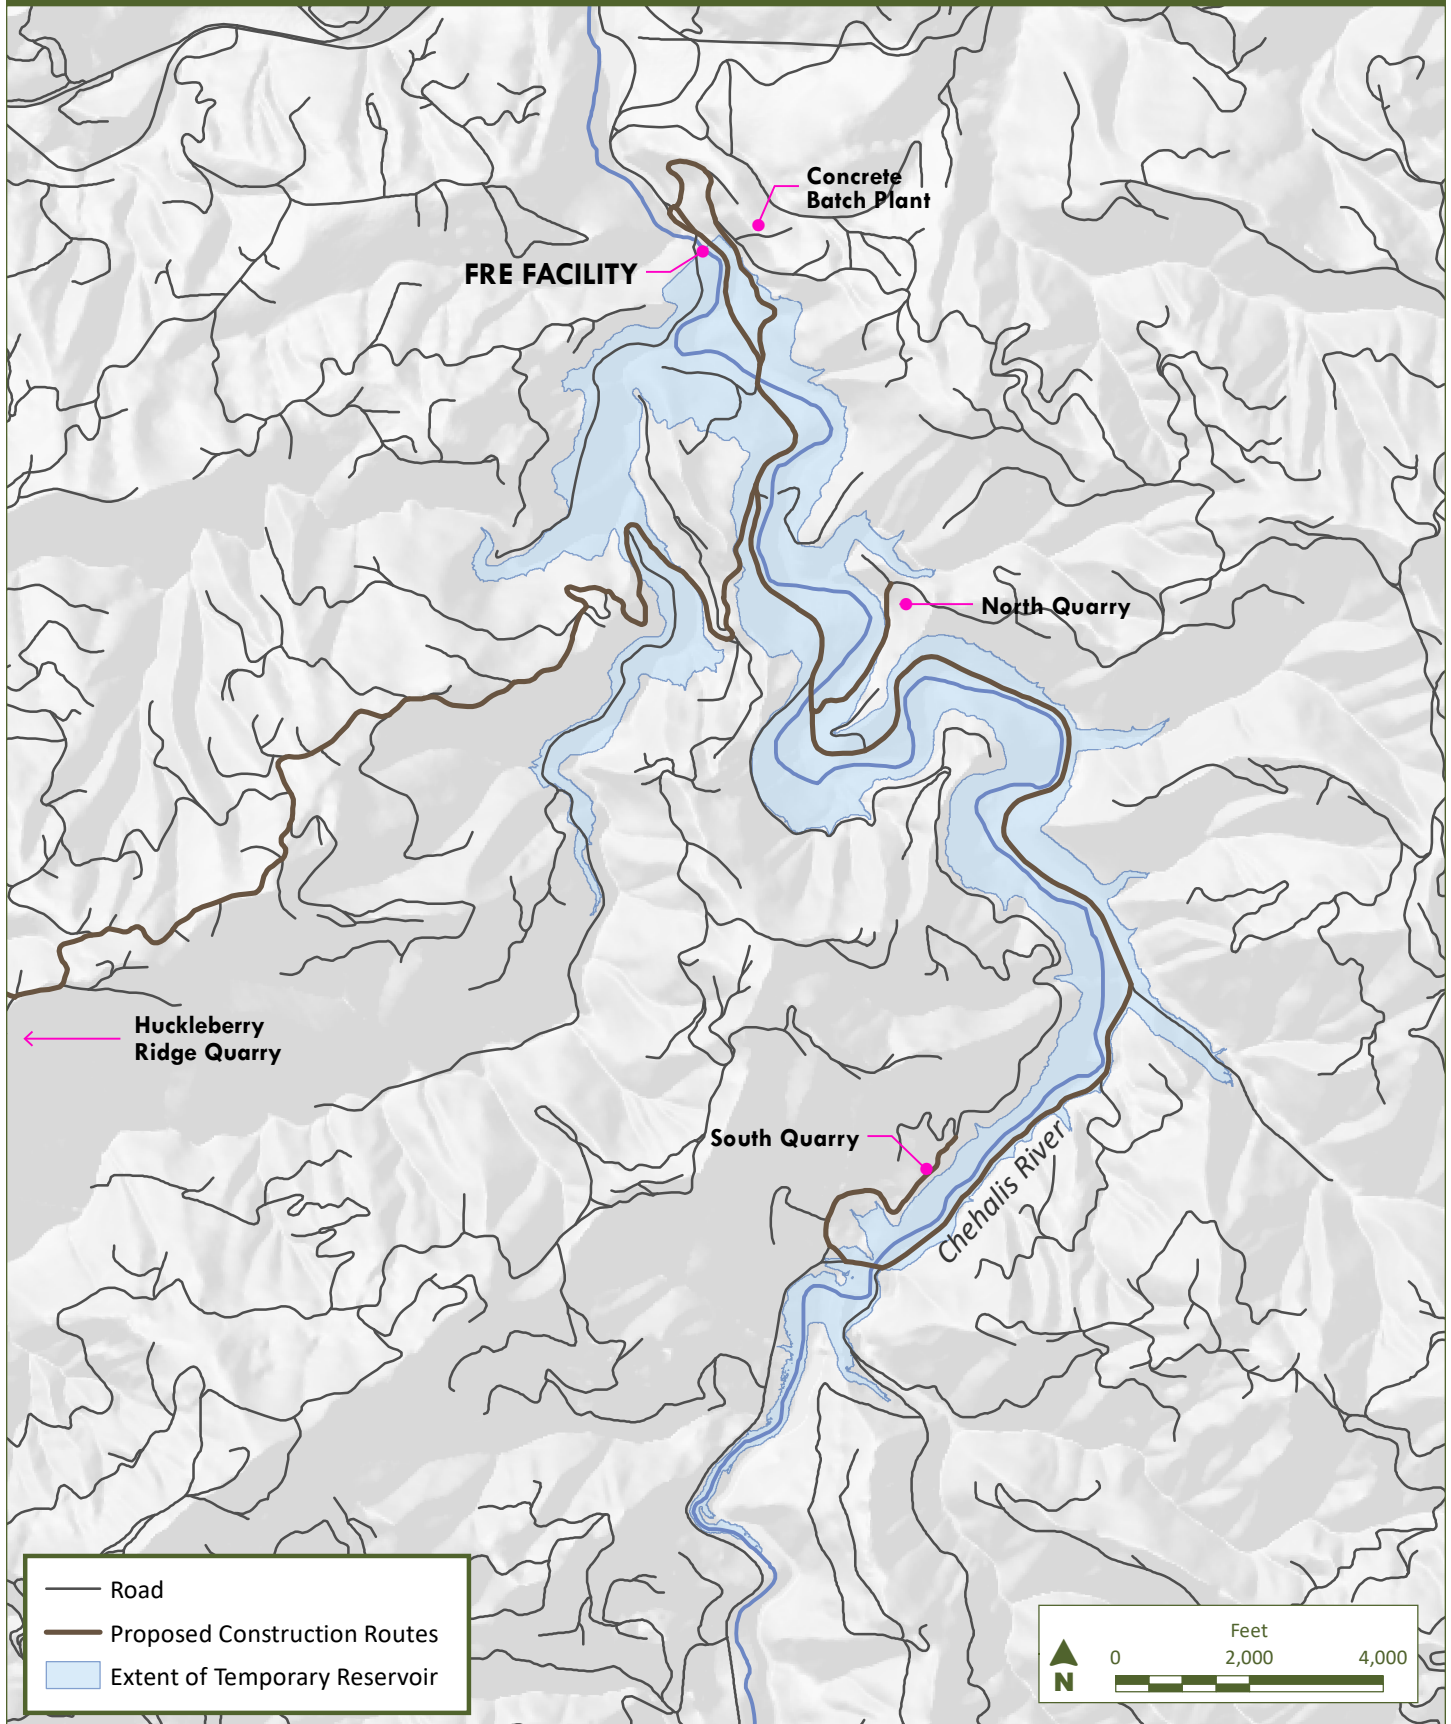 Concrete
Batch Plant
FRE FACILITY
North Quarry
Huckleberry
Ridge Quarry
South Quarry
Chehalis River
Road
Proposed Construction Routes
Extent of Temporary Reservoir
Feet
0 2,000 4,000
N